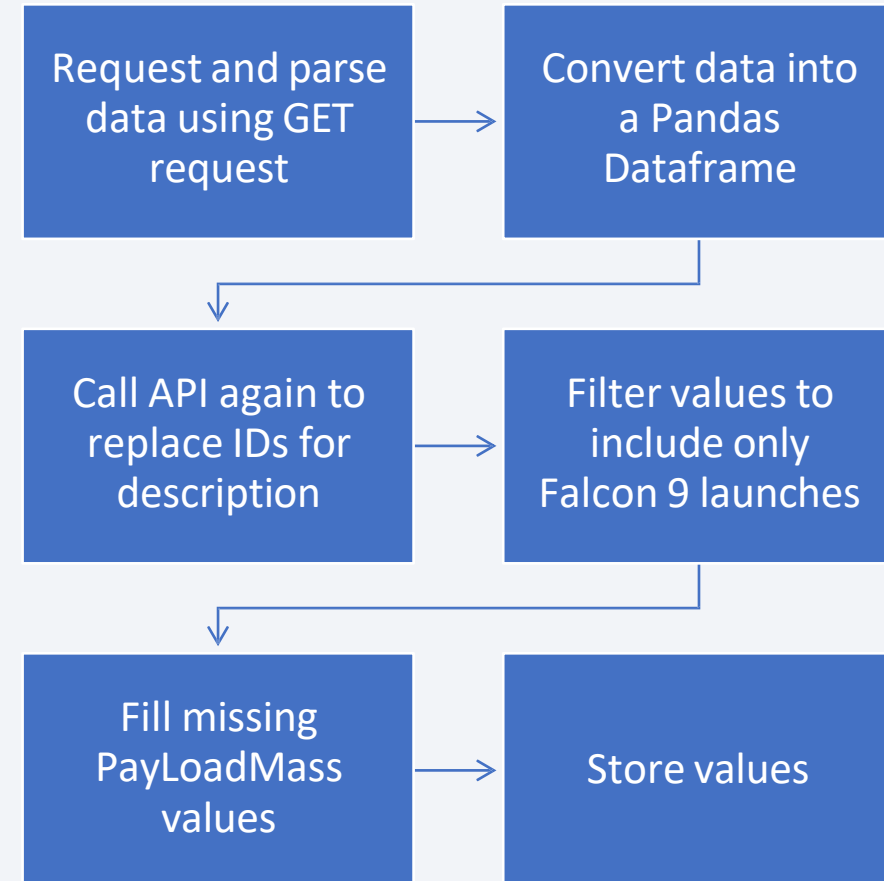 Request and parse
data using GET
request
Convert data into
a Pandas
Dataframe
Call API again to
replace IDs for
description
Filter values to
include only
Falcon 9 launches
Fill missing
PayLoadMass
values
Store values